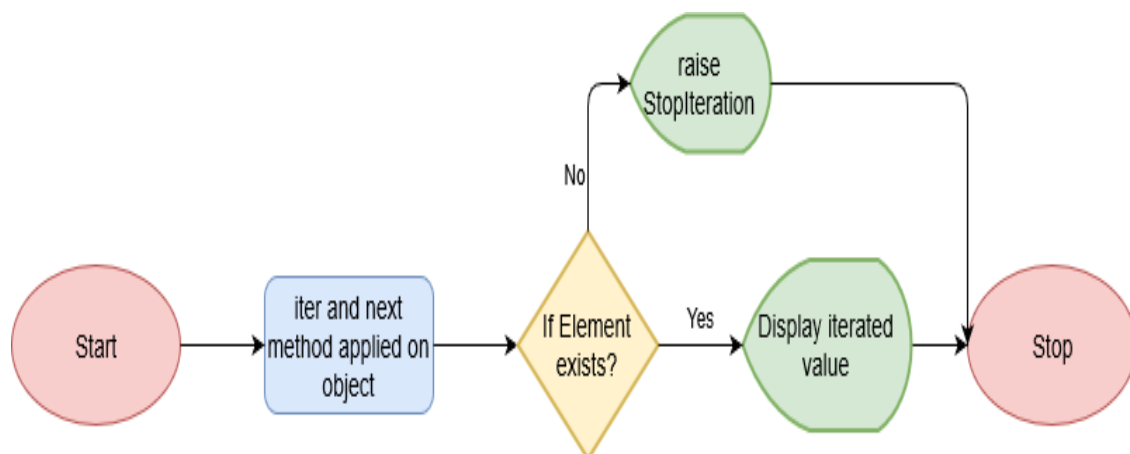 raise
StopIteration
No
Start
iter and next
method applied on
object
If Element
exists?
Yes
Display iterated
value
Stop